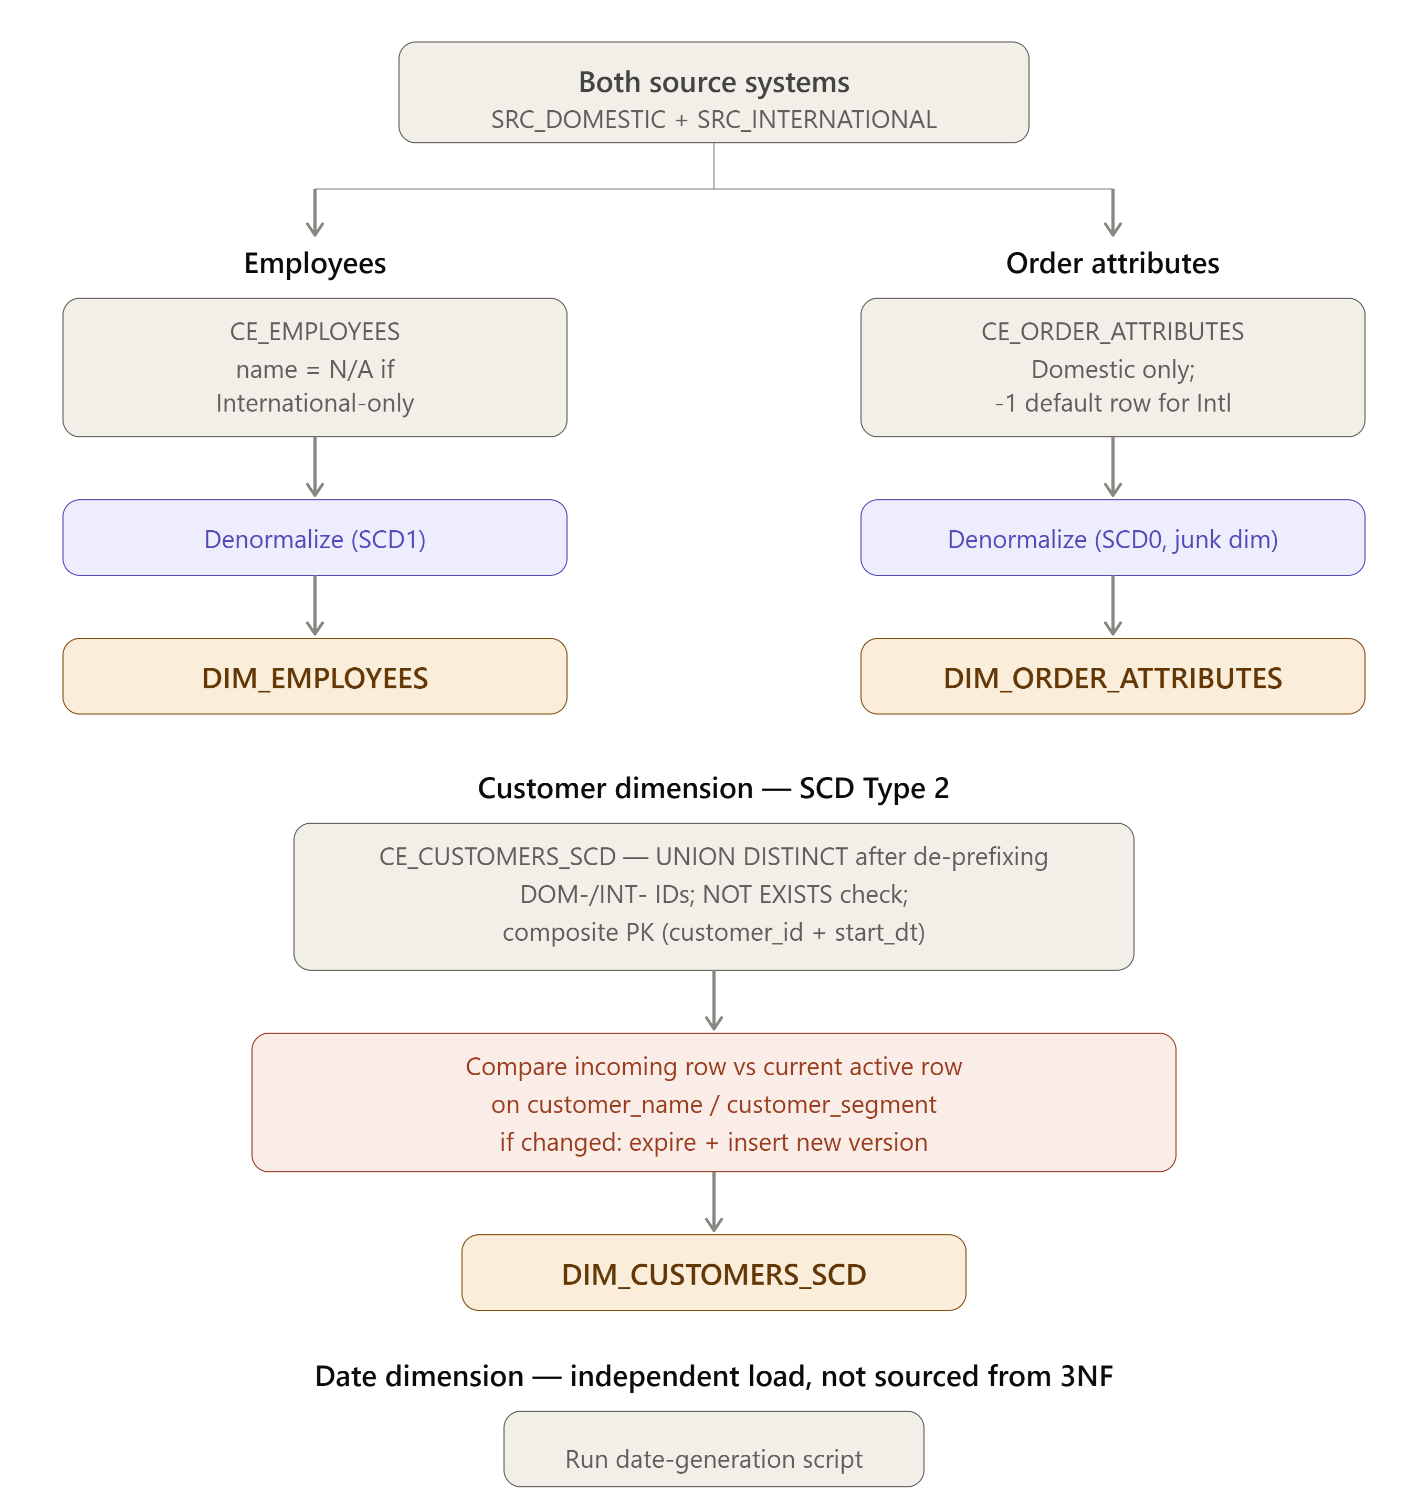 Both source systems
SRC_DOMESTIC + SRC_INTERNATIONAL
Employees
CE_EMPLOYEES
name = N/A if
International-only
Denormalize (SCD1)
DIM_EMPLOYEES
Order attributes
CE_ORDER_ATTRIBUTES
Domestic only;
-1 default row for Intl
Denormalize (SCD0, junk dim)
DIM_ORDER_ATTRIBUTES
Customer dimension — SCD Type 2
CE_CUSTOMERS_SCD — UNION DISTINCT after de-prefixing
DOM-/INT- IDs; NOT EXISTS check;
composite PK (customer_id + start_dt)
Compare incoming row vs current active row
on customer_name / customer_segment
if changed: expire + insert new version
DIM_CUSTOMERS_SCD
Date dimension — independent load, not sourced from 3NF
Run date-generation script